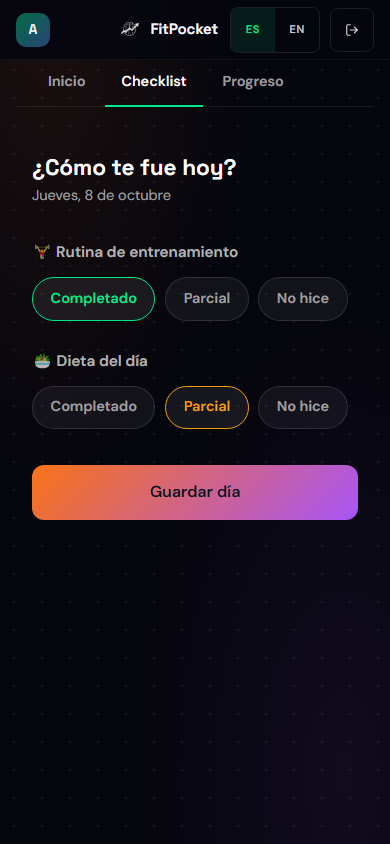 A FitPocket ES EN
Inicio Checklist Progreso
¿Cómo te fue hoy?
Jueves, 8 de octubre
Rutina de entrenamiento
Completado Parcial No hice
Dieta del día
Completado Parcial No hice
Guardar día